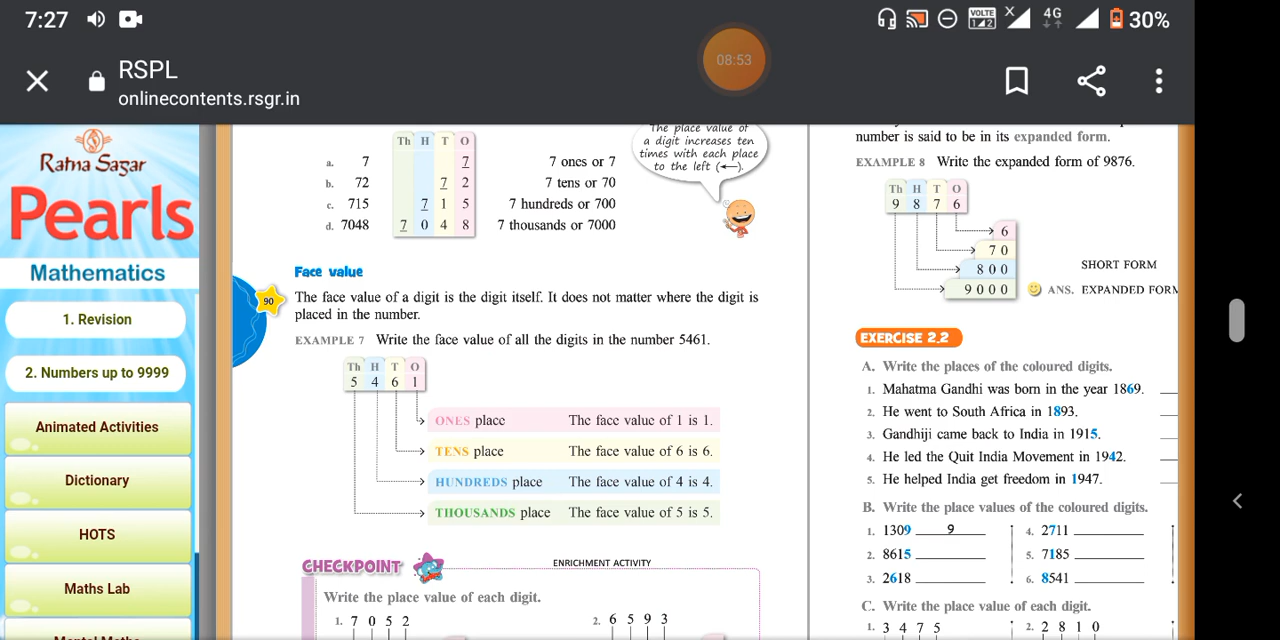 7:27
VOLTE
1 2
X
4G
30%
08:53
RSPL
onlinecontents.rsgr.in
Ratna Sagar
Pearls
Mathematics
1. Revision
2. Numbers up to 9999
Animated Activities
Dictionary
HOTS
Maths Lab
Th H T O
a. 7 7 7 ones or 7
b. 72 7 2 7 tens or 70
c. 715 7 1 5 7 hundreds or 700
d. 7048 7 0 4 8 7 thousands or 7000
The place value of
a digit increases ten
times with each place
to the left (←).
Face value
90
The face value of a digit is the digit itself. It does not matter where the digit is
placed in the number.
EXAMPLE 7 Write the face value of all the digits in the number 5461.
Th H T O
5 4 6 1
ONES place The face value of 1 is 1.
TENS place The face value of 6 is 6.
HUNDREDS place The face value of 4 is 4.
THOUSANDS place The face value of 5 is 5.
CHECKPOINT
ENRICHMENT ACTIVITY
Write the place value of each digit.
1. 7 0 5 2 2. 6 5 9 3
number is said to be in its expanded form.
EXAMPLE 8 Write the expanded form of 9876.
Th H T O
9 8 7 6
6
7 0
8 0 0
9 0 0 0
SHORT FORM
ANS. EXPANDED FORM
EXERCISE 2.2
A. Write the places of the coloured digits.
1. Mahatma Gandhi was born in the year 1869.
2. He went to South Africa in 1893.
3. Gandhiji came back to India in 1915.
4. He led the Quit India Movement in 1942.
5. He helped India get freedom in 1947.
B. Write the place values of the coloured digits.
1. 1309 9 4. 2711
2. 8615 5. 7185
3. 2618 6. 8541
C. Write the place value of each digit.
1. 3 4 7 5 2. 2 8 1 0